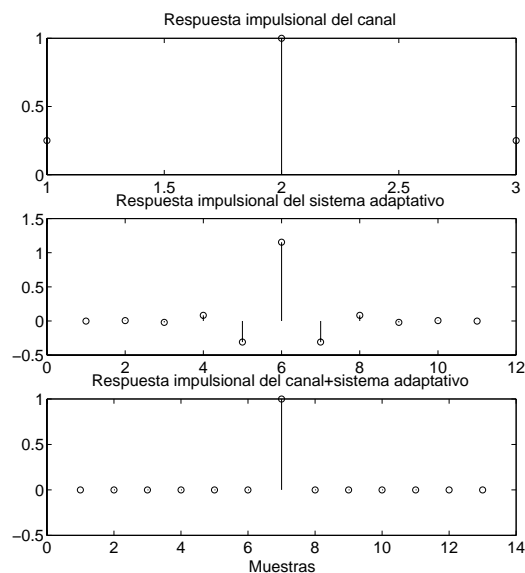 Respuesta impulsional del canal
1
0.5
0
1 1.5 2 2.5 3
Respuesta impulsional del sistema adaptativo
1.5
1
0.5
0
−0.5
0 2 4 6 8 10 12
Respuesta impulsional del canal+sistema adaptativo
1
0.5
0
−0.5
0 2 4 6 8 10 12 14
Muestras